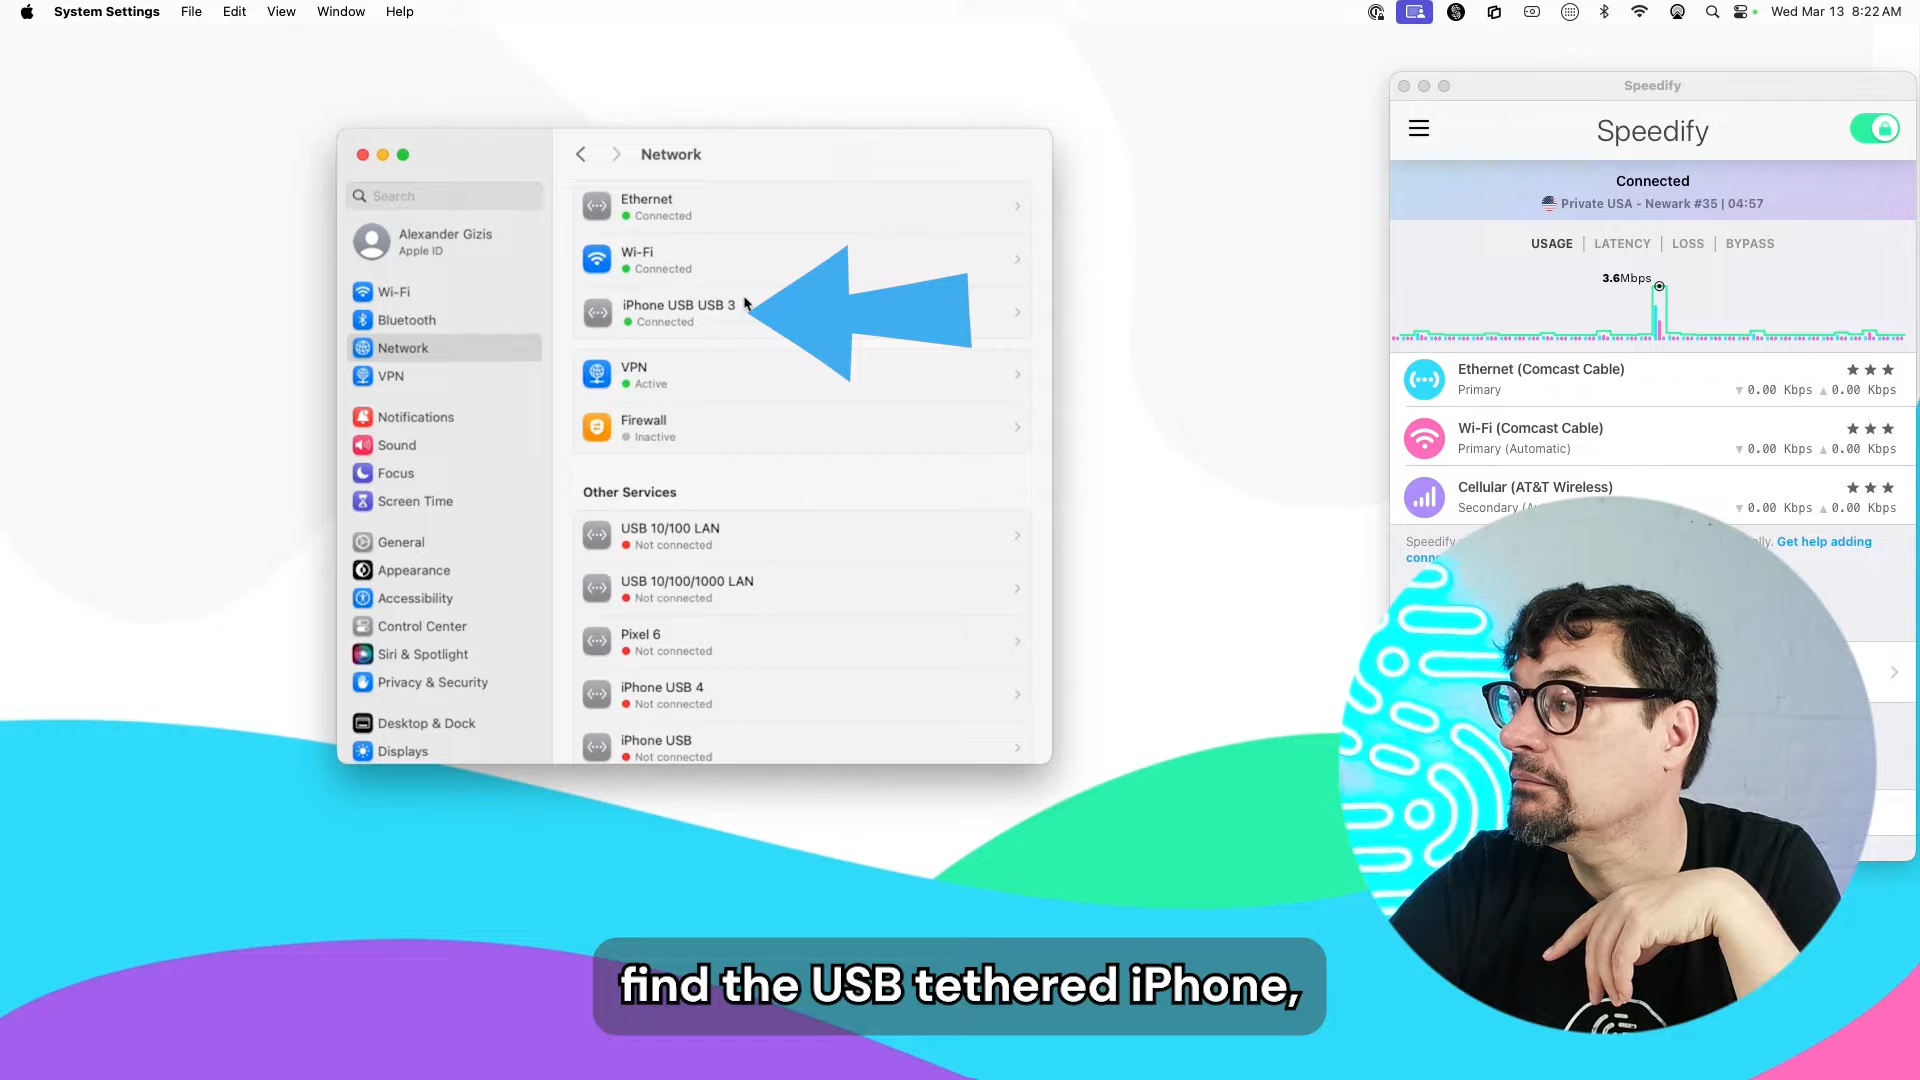 System Settings File Edit View Window Help
Wed Mar 13 8:22 AM
Network
Search
Alexander Gizis
Apple ID
Wi-Fi
Bluetooth
Network
VPN
Notifications
Sound
Focus
Screen Time
General
Appearance
Accessibility
Control Center
Siri & Spotlight
Privacy & Security
Desktop & Dock
Displays
Ethernet
Connected
Wi-Fi
Connected
iPhone USB USB 3
Connected
VPN
Active
Firewall
Inactive
Other Services
USB 10/100 LAN
Not connected
USB 10/100/1000 LAN
Not connected
Pixel 6
Not connected
iPhone USB 4
Not connected
iPhone USB
Not connected
Speedify
Speedify
Connected
Private USA - Newark #35 | 04:57
USAGE | LATENCY | LOSS | BYPASS
3.6Mbps
Ethernet (Comcast Cable)
Primary 0.00 Kbps 0.00 Kbps
Wi-Fi (Comcast Cable)
Primary (Automatic) 0.00 Kbps 0.00 Kbps
Cellular (AT&T Wireless)
Secondary 0.00 Kbps 0.00 Kbps
Speedify Get help adding
find the USB tethered iPhone,